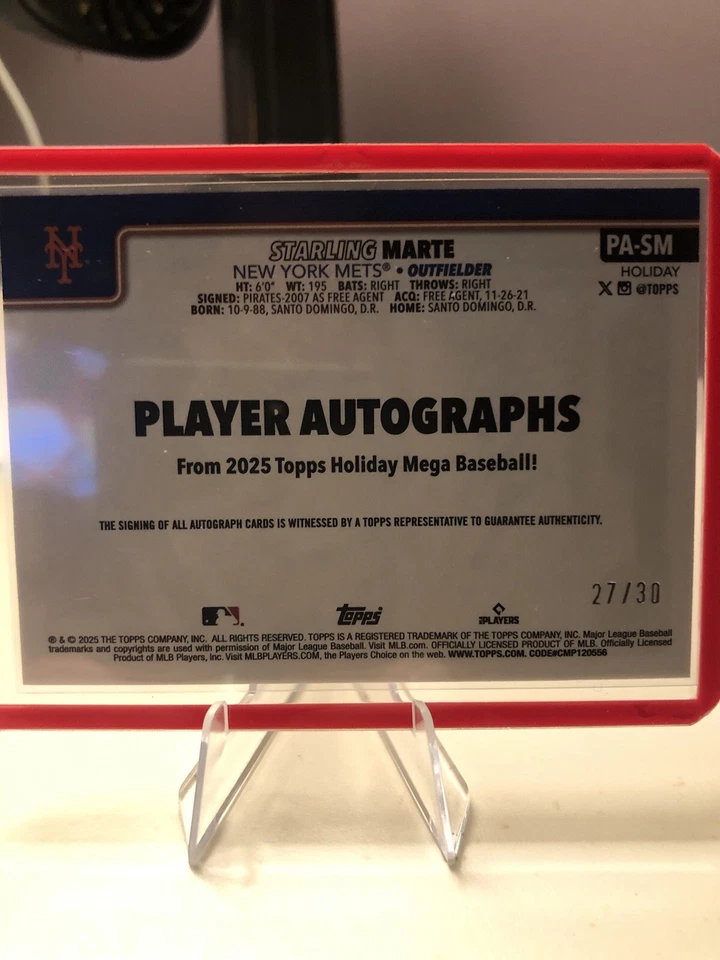 NY
STARLING MARTE
PA-SM
NEW YORK METS® • OUTFIELDER
HOLIDAY
HT: 6'0" WT: 195 BATS: RIGHT THROWS: RIGHT
X @TOPPS
SIGNED: PIRATES-2007 AS FREE AGENT ACQ: FREE AGENT, 11-26-21
BORN: 10-9-88, SANTO DOMINGO, D.R. HOME: SANTO DOMINGO, D.R.
PLAYER AUTOGRAPHS
From 2025 Topps Holiday Mega Baseball!
THE SIGNING OF ALL AUTOGRAPH CARDS IS WITNESSED BY A TOPPS REPRESENTATIVE TO GUARANTEE AUTHENTICITY.
27/30
topps
PLAYERS
® & © 2025 THE TOPPS COMPANY, INC. ALL RIGHTS RESERVED. TOPPS IS A REGISTERED TRADEMARK OF THE TOPPS COMPANY, INC. Major League Baseball
trademarks and copyrights are used with permission of Major League Baseball. Visit MLB.com. OFFICIALLY LICENSED PRODUCT OF MLB. Officially Licensed
Product of MLB Players, Inc. Visit MLBPLAYERS.COM, the Players Choice on the web. WWW.TOPPS.COM. CODE#CMP120556